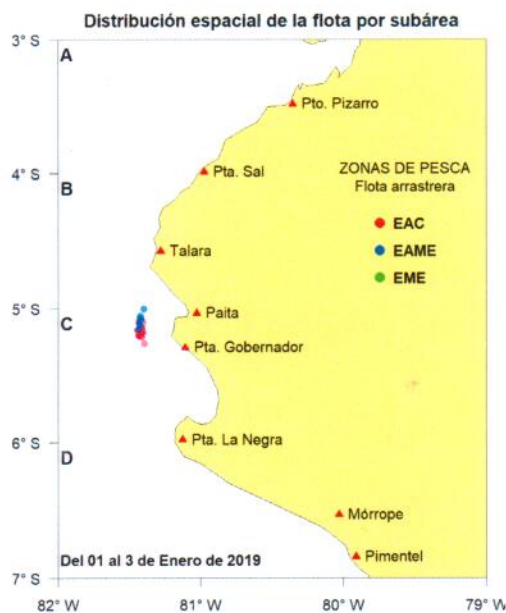 Distribución espacial de la flota por subárea
3° S
A
Pto. Pizarro
4° S
Pta. Sal
ZONAS DE PESCA
Flota arrastrera
B
EAC
Talara
EAME
EME
5° S
Paita
C
Pta. Gobernador
6° S
Pta. La Negra
D
Mórrope
Pimentel
Del 01 al 3 de Enero de 2019
7° S
82° W
81° W
80° W
79° W